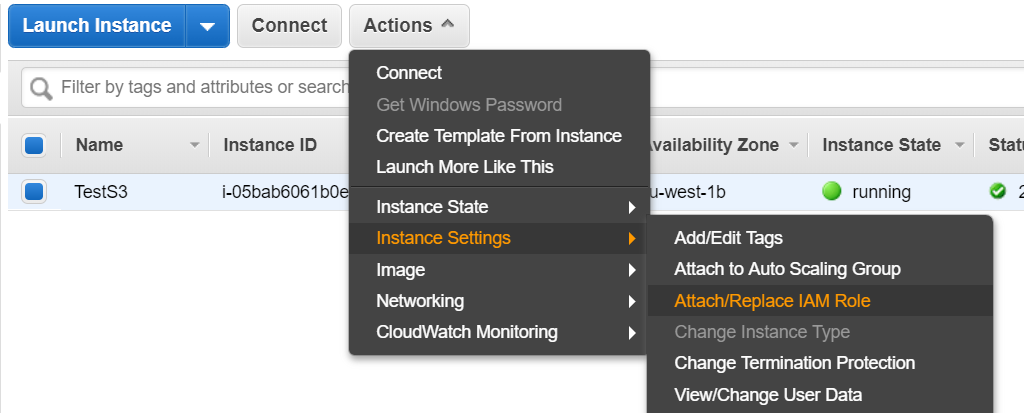 Launch Instance Connect Actions
Connect
Filter by tags and attributes or search
Get Windows Password
Create Template From Instance
Name Instance ID Availability Zone Instance State
Launch More Like This
TestS3 i-05bab6061b0e u-west-1b running
Instance State
Instance Settings Add/Edit Tags
Image Attach to Auto Scaling Group
Networking Attach/Replace IAM Role
CloudWatch Monitoring Change Instance Type
Change Termination Protection
View/Change User Data